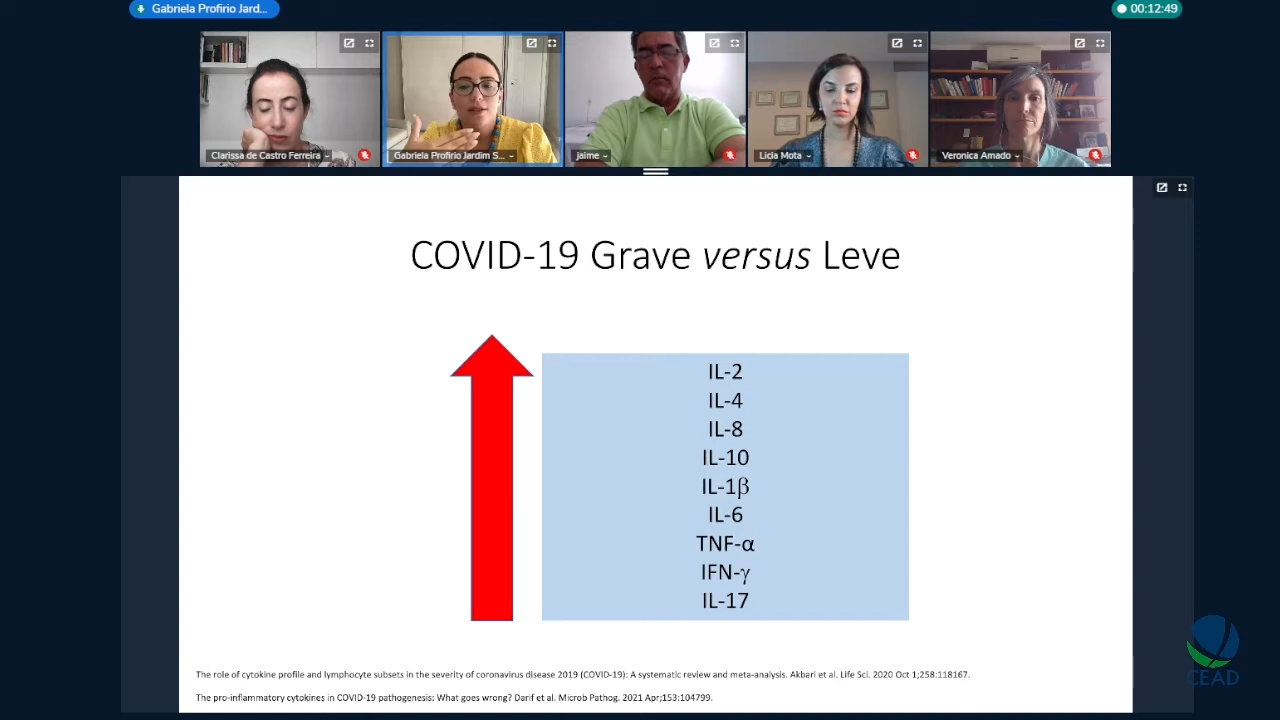 Gabriela Profirio Jard...
00:12:49
Clarissa de Castro Ferreira
Gabriela Profirio Jardim S...
jaime
Licia Mota
Veronica Amado
COVID-19 Grave versus Leve
IL-2
IL-4
IL-8
IL-10
IL-1β
IL-6
TNF-α
IFN-γ
IL-17
The role of cytokine profile and lymphocyte subsets in the severity of coronavirus disease 2019 (COVID-19): A systematic review and meta-analysis. Akbari et al. Life Sci. 2020 Oct 1;258:118167.
The pro-inflammatory cytokines in COVID-19 pathogenesis: What goes wrong? Darif et al. Microb Pathog. 2021 Apr;153:104799.
CEAD